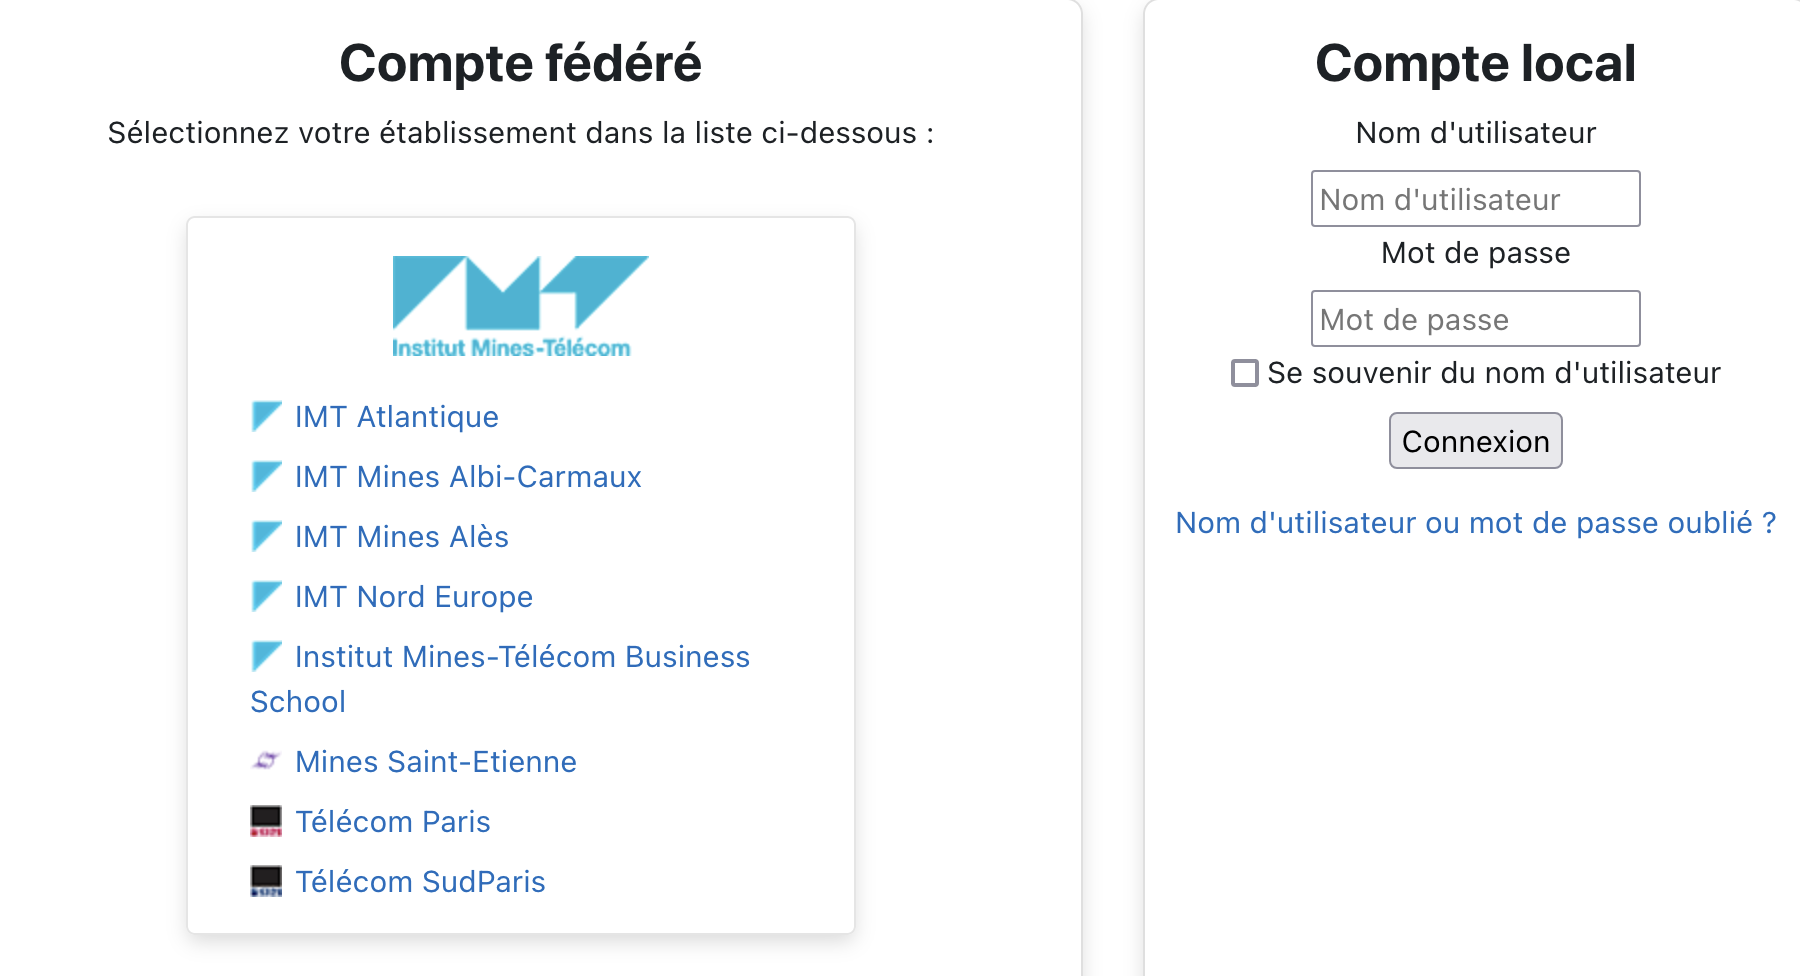 Compte fédéré
Sélectionnez votre établissement dans la liste ci-dessous :
Institut Mines-Télécom
IMT Atlantique
IMT Mines Albi-Carmaux
IMT Mines Alès
IMT Nord Europe
Institut Mines-Télécom Business
School
Mines Saint-Etienne
Télécom Paris
Télécom SudParis
Compte local
Nom d'utilisateur
Nom d'utilisateur
Mot de passe
Mot de passe
Se souvenir du nom d'utilisateur
Connexion
Nom d'utilisateur ou mot de passe oublié ?